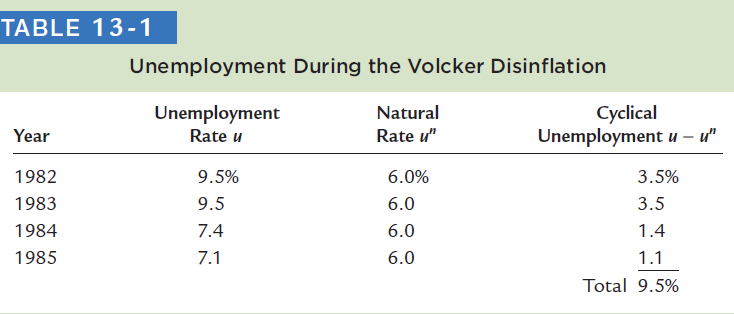 TABLE 13-1
Unemployment During the Volcker Disinflation
Unemployment Natural Cyclical
Year Rate u Rate uⁿ Unemployment u – uⁿ
1982 9.5% 6.0% 3.5%
1983 9.5 6.0 3.5
1984 7.4 6.0 1.4
1985 7.1 6.0 1.1
Total 9.5%